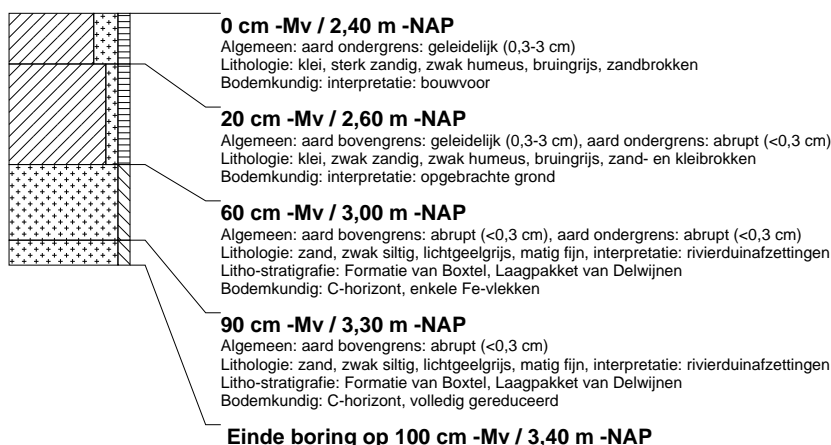 0 cm -Mv / 2,40 m -NAP
Algemeen: aard ondergrens: geleidelijk (0,3-3 cm)
Lithologie: klei, sterk zandig, zwak humeus, bruingrijs, zandbrokken
Bodemkundig: interpretatie: bouwvoor
20 cm -Mv / 2,60 m -NAP
Algemeen: aard bovengrens: geleidelijk (0,3-3 cm), aard ondergrens: abrupt (<0,3 cm)
Lithologie: klei, zwak zandig, zwak humeus, bruingrijs, zand- en kleibrokken
Bodemkundig: interpretatie: opgebrachte grond
60 cm -Mv / 3,00 m -NAP
Algemeen: aard bovengrens: abrupt (<0,3 cm), aard ondergrens: abrupt (<0,3 cm)
Lithologie: zand, zwak siltig, lichtgeelgrijs, matig fijn, interpretatie: rivierduinafzettingen
Litho-stratigrafie: Formatie van Boxtel, Laagpakket van Delwijnen
Bodemkundig: C-horizont, enkele Fe-vlekken
90 cm -Mv / 3,30 m -NAP
Algemeen: aard bovengrens: abrupt (<0,3 cm)
Lithologie: zand, zwak siltig, lichtgeelgrijs, matig fijn, interpretatie: rivierduinafzettingen
Litho-stratigrafie: Formatie van Boxtel, Laagpakket van Delwijnen
Bodemkundig: C-horizont, volledig gereduceerd
Einde boring op 100 cm -Mv / 3,40 m -NAP